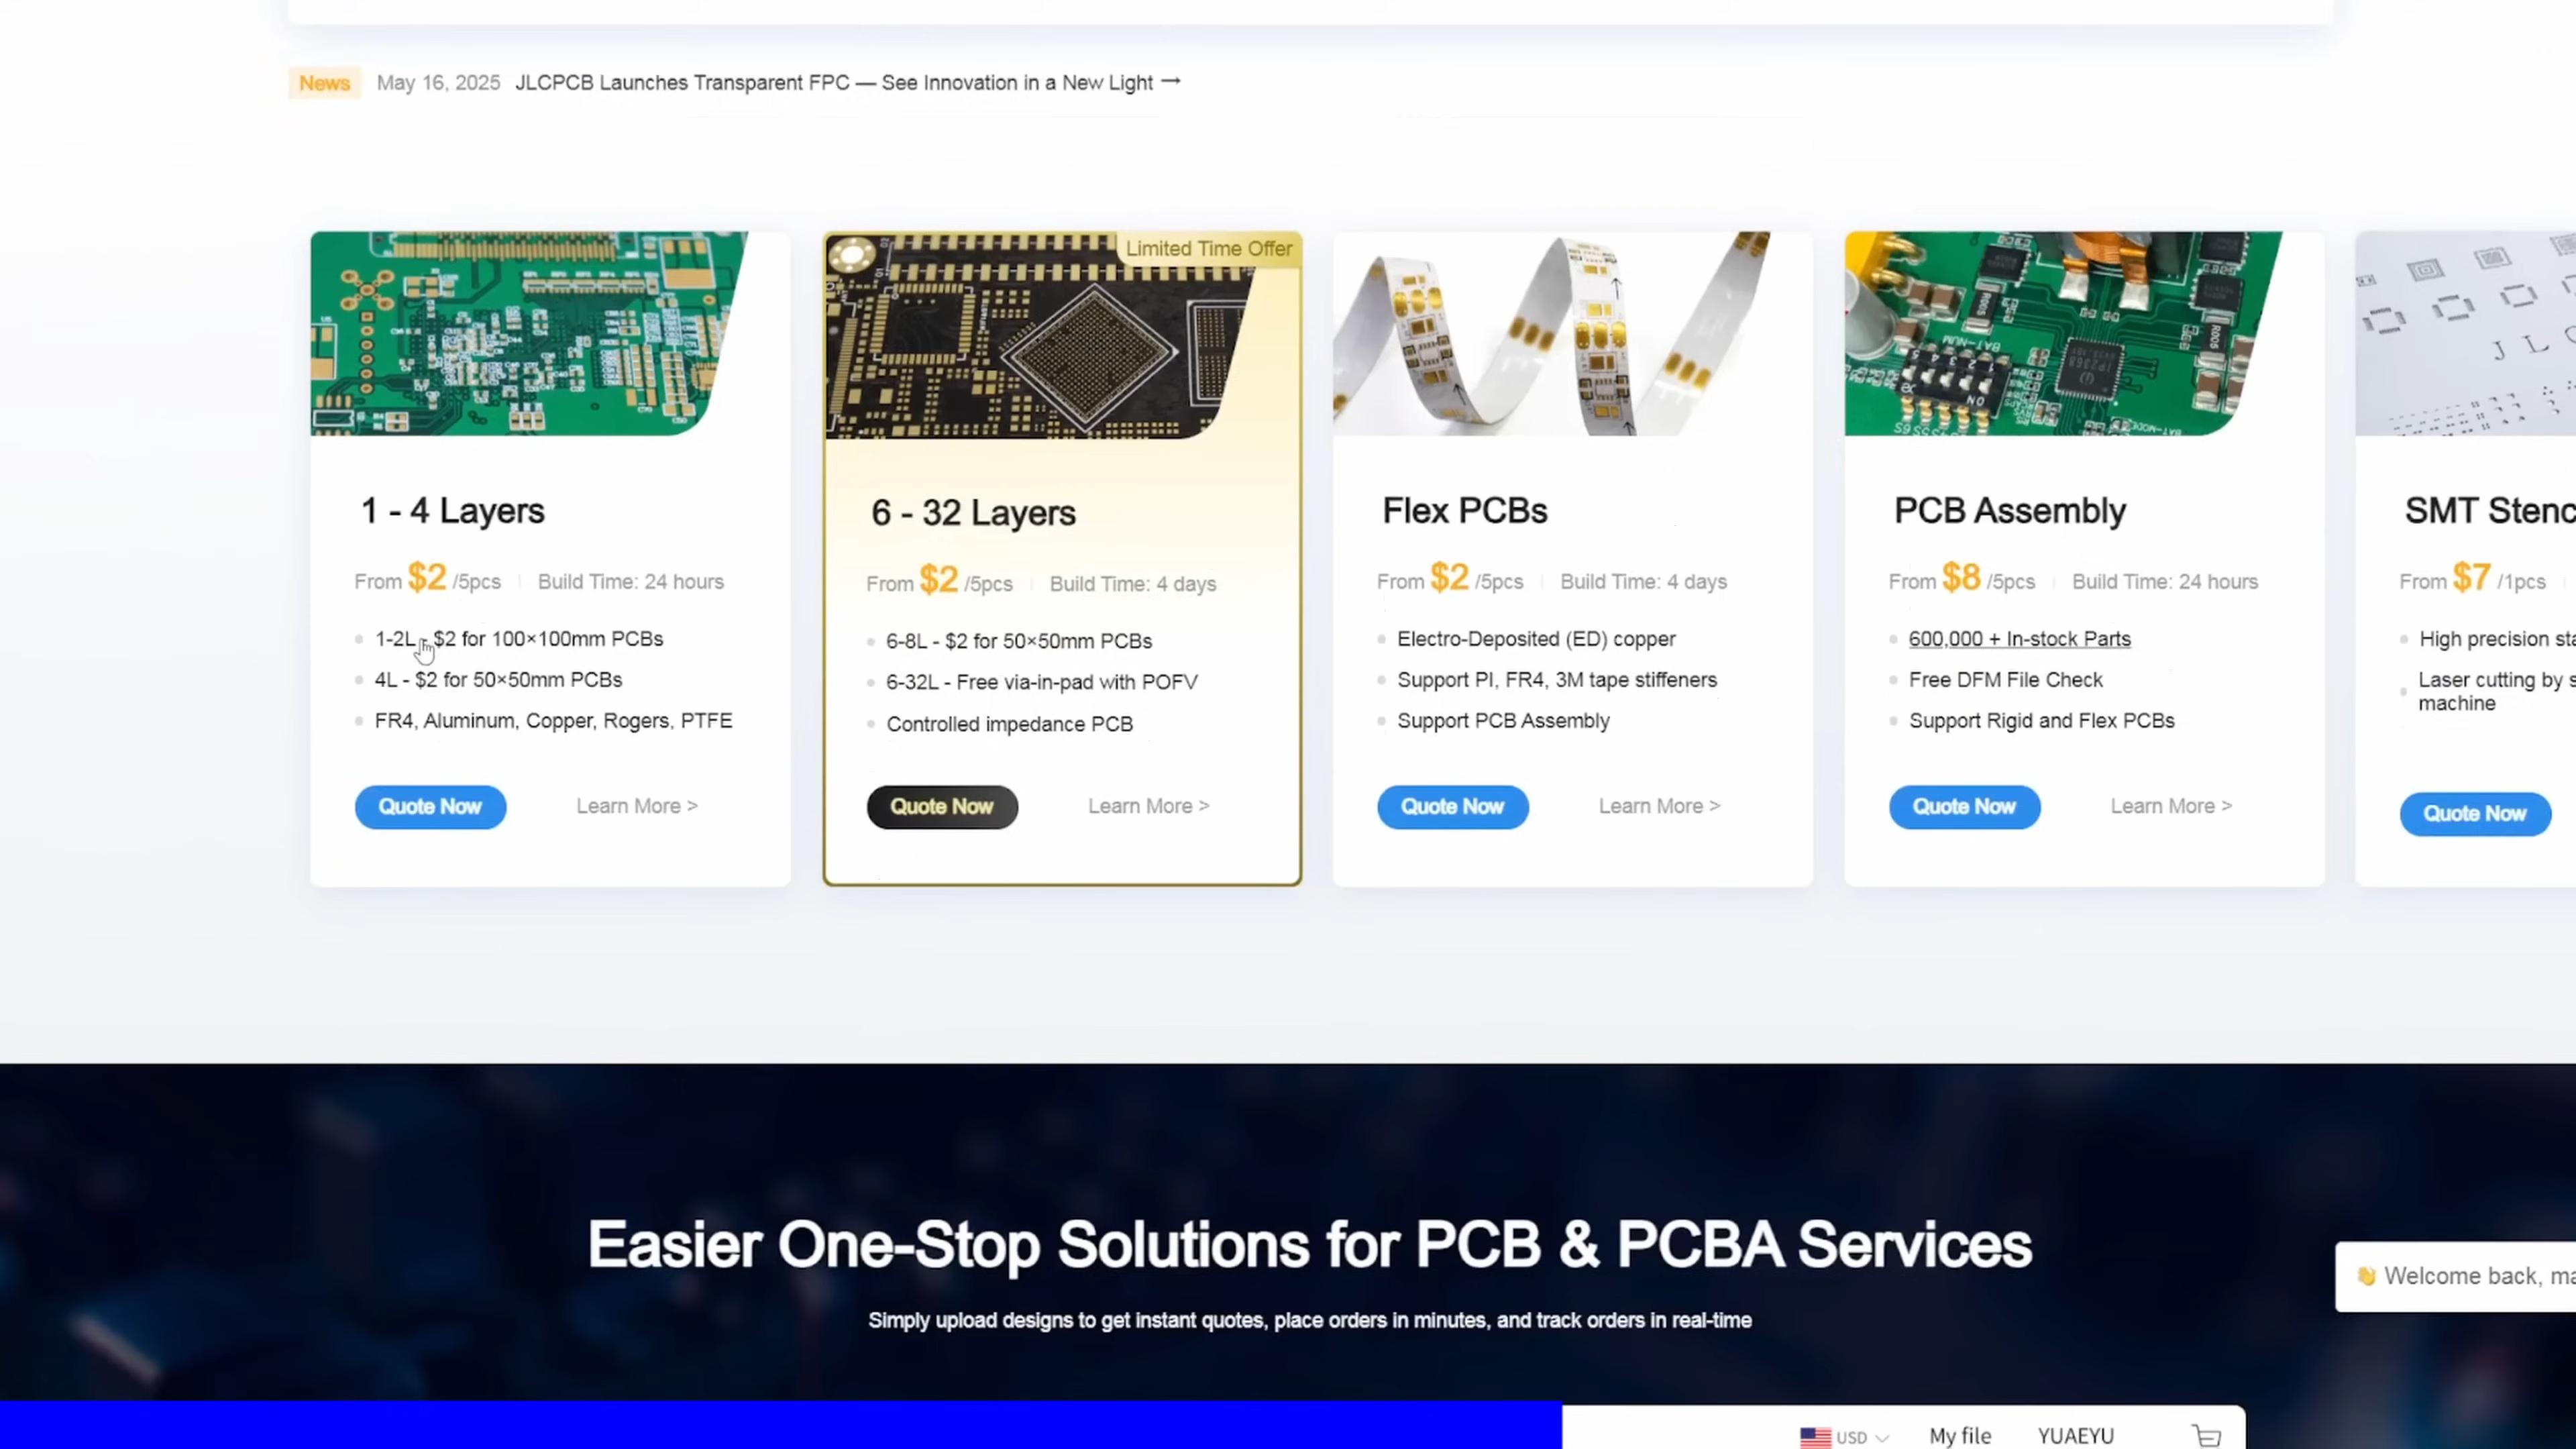 News May 16, 2025 JLCPCB Launches Transparent FPC — See Innovation in a New Light →
Limited Time Offer
1 - 4 Layers
From $2 /5pcs Build Time: 24 hours
1-2L - $2 for 100×100mm PCBs
4L - $2 for 50×50mm PCBs
FR4, Aluminum, Copper, Rogers, PTFE
Quote Now Learn More >
6 - 32 Layers
From $2 /5pcs Build Time: 4 days
6-8L - $2 for 50×50mm PCBs
6-32L - Free via-in-pad with POFV
Controlled impedance PCB
Quote Now Learn More >
Flex PCBs
From $2 /5pcs Build Time: 4 days
Electro-Deposited (ED) copper
Support PI, FR4, 3M tape stiffeners
Support PCB Assembly
Quote Now Learn More >
PCB Assembly
From $8 /5pcs Build Time: 24 hours
600,000 + In-stock Parts
Free DFM File Check
Support Rigid and Flex PCBs
Quote Now Learn More >
SMT Stenc
From $7 /1pcs
High precision sta
Laser cutting by s
machine
Quote Now
Easier One-Stop Solutions for PCB & PCBA Services
Simply upload designs to get instant quotes, place orders in minutes, and track orders in real-time
👋 Welcome back, ma
USD My file YUAEYU